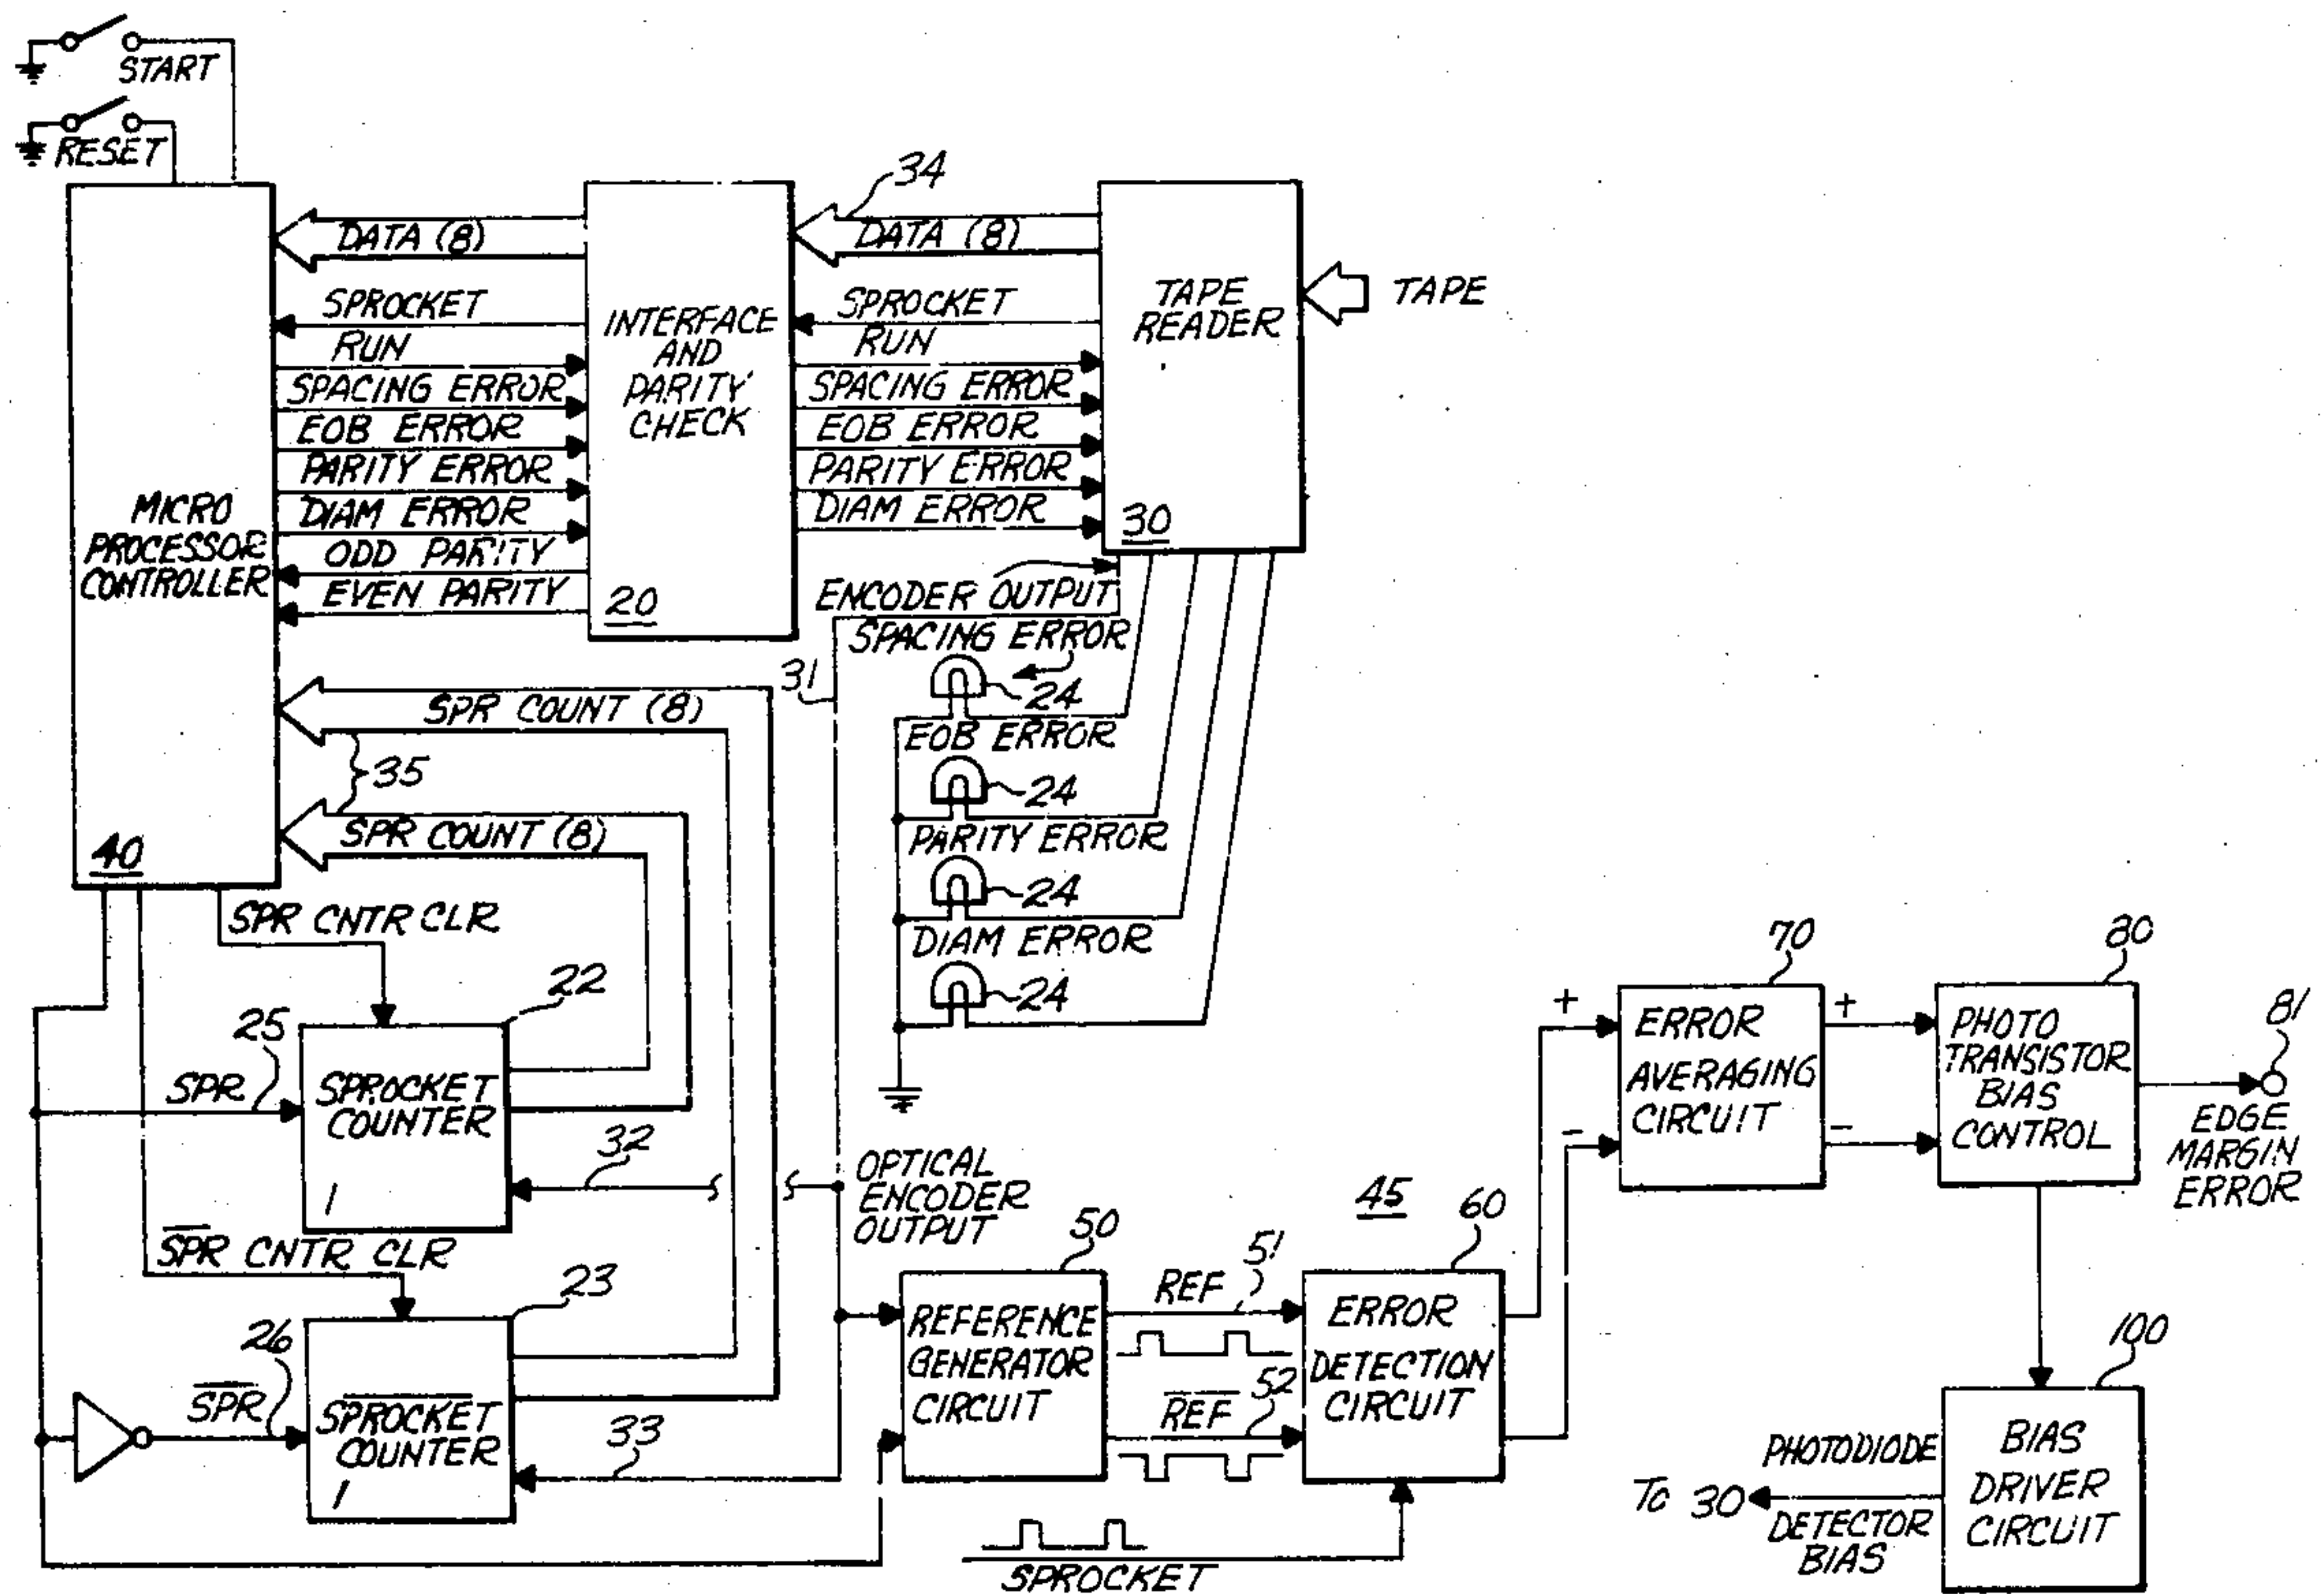 START
RESET
34
DATA (8)
DATA (8)
TAPE
READER
TAPE
SPROCKET
SPROCKET
INTERFACE
AND
PARITY
CHECK
RUN
RUN
SPACING ERROR
SPACING ERROR
EOB ERROR
EOB ERROR
PARITY ERROR
PARITY ERROR
DIAM ERROR
DIAM ERROR
30
MICRO
PROCESSOR
CONTROLLER
ODD PARITY
EVEN PARITY
20
ENCODER OUTPUT
SPACING ERROR
31
24
SPR COUNT (8)
EOB ERROR
35
24
SPR COUNT (8)
PARITY ERROR
40
24
SPR CNTR CLR
DIAM ERROR
24
22
25
SPR
SPROCKET
COUNTER
1
32
OPTICAL
ENCODER
OUTPUT
S̅P̅R̅ CNTR CLR
23
26
S̅P̅R̅
S̅P̅R̅O̅C̅K̅E̅T̅
COUNTER
1
33
45
50
REFERENCE
GENERATOR
CIRCUIT
REF
51
R̅E̅F̅
52
60
ERROR
DETECTION
CIRCUIT
SPROCKET
70
+
-
ERROR
AVERAGING
CIRCUIT
+
-
80
PHOTO
TRANSISTOR
BIAS
CONTROL
81
EDGE
MARGIN
ERROR
100
BIAS
DRIVER
CIRCUIT
PHOTODIODE
DETECTOR
BIAS
To 30